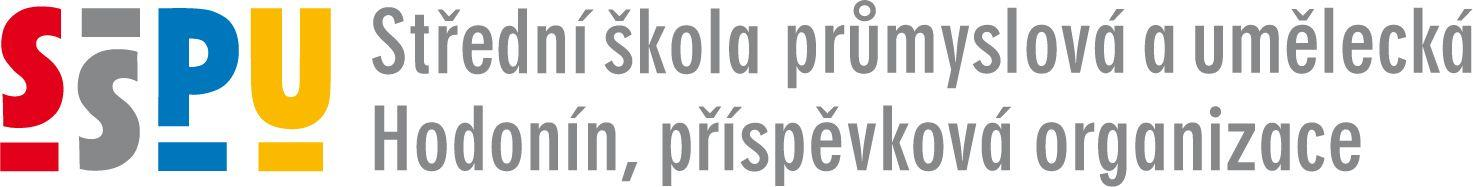 SŠPU Střední škola průmyslová a umělecká
Hodonín, příspěvková organizace